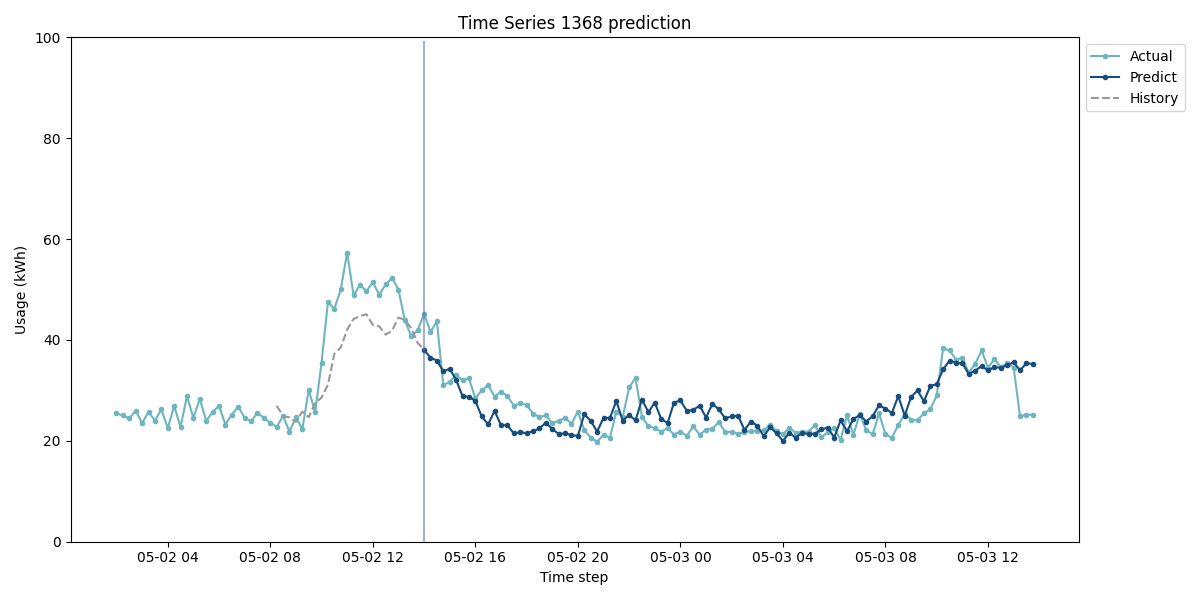 Time Series 1368 prediction
100
80
60
40
20
0
Usage (kWh)
05-02 04
05-02 08
05-02 12
05-02 16
05-02 20
05-03 00
05-03 04
05-03 08
05-03 12
Time step
Actual
Predict
History